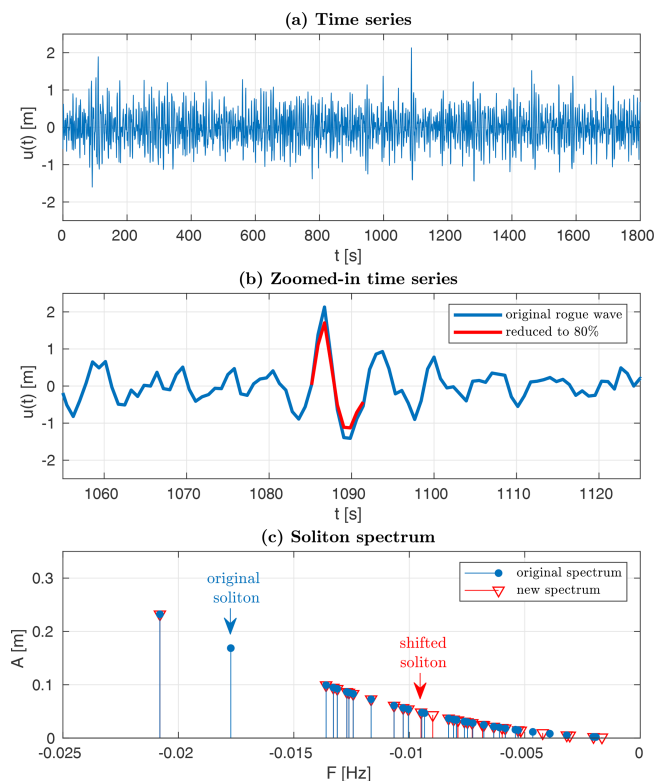 (a) Time series
2
1
0
-1
-2
u(t) [m]
0 200 400 600 800 1000 1200 1400 1600 1800
t [s]
(b) Zoomed-in time series
2
1
0
-1
-2
u(t) [m]
original rogue wave
reduced to 80%
1060 1070 1080 1090 1100 1110 1120
t [s]
(c) Soliton spectrum
0.3
0.2
0.1
0
A [m]
original
soliton
shifted
soliton
original spectrum
new spectrum
-0.025 -0.02 -0.015 -0.01 -0.005 0
F [Hz]